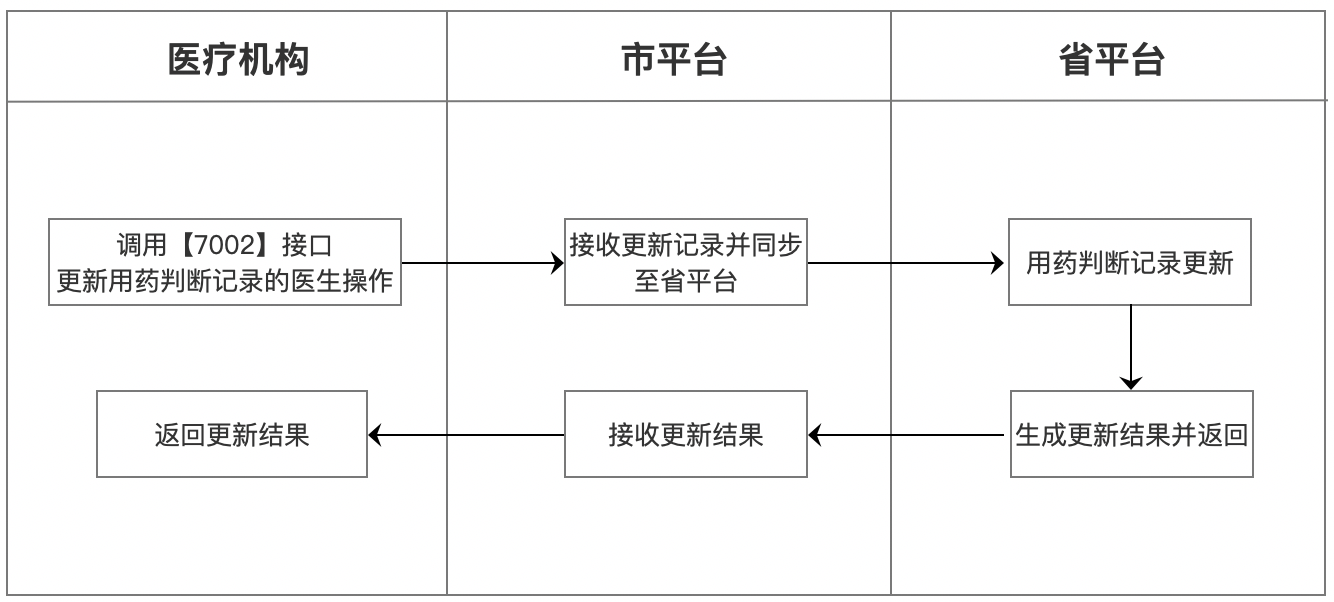 医疗机构
市平台
省平台
调用【7002】接口
更新用药判断记录的医生操作
接收更新记录并同步
至省平台
用药判断记录更新
返回更新结果
接收更新结果
生成更新结果并返回